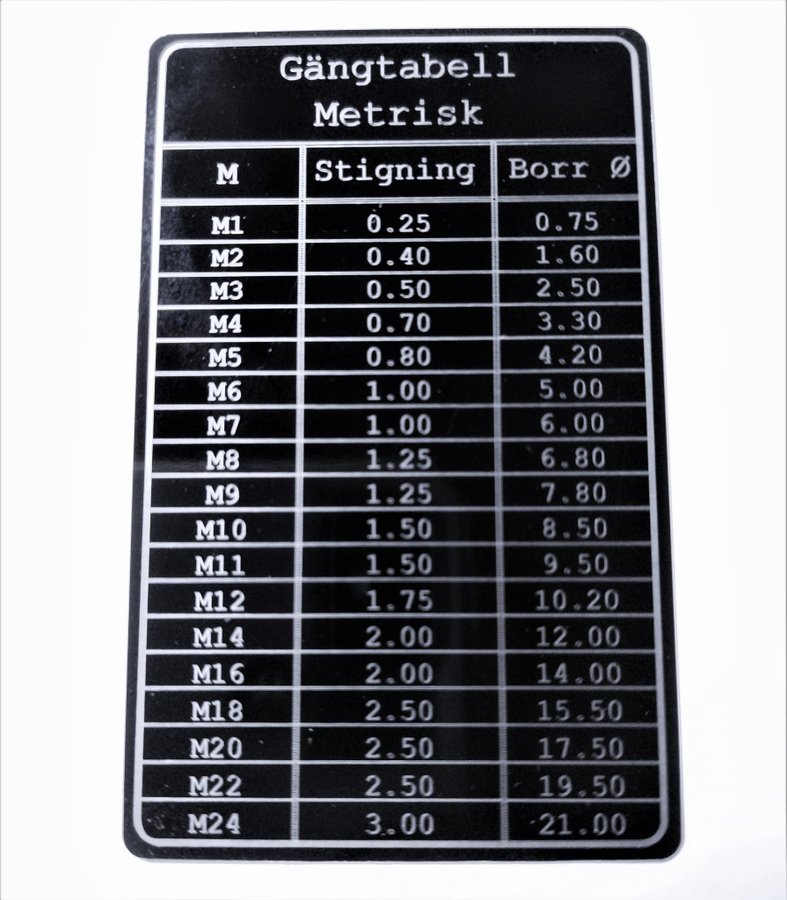 Gängtabell
Metrisk
M Stigning Borr Ø
M1 0.25 0.75
M2 0.40 1.60
M3 0.50 2.50
M4 0.70 3.30
M5 0.80 4.20
M6 1.00 5.00
M7 1.00 6.00
M8 1.25 6.80
M9 1.25 7.80
M10 1.50 8.50
M11 1.50 9.50
M12 1.75 10.20
M14 2.00 12.00
M16 2.00 14.00
M18 2.50 15.50
M20 2.50 17.50
M22 2.50 19.50
M24 3.00 21.00